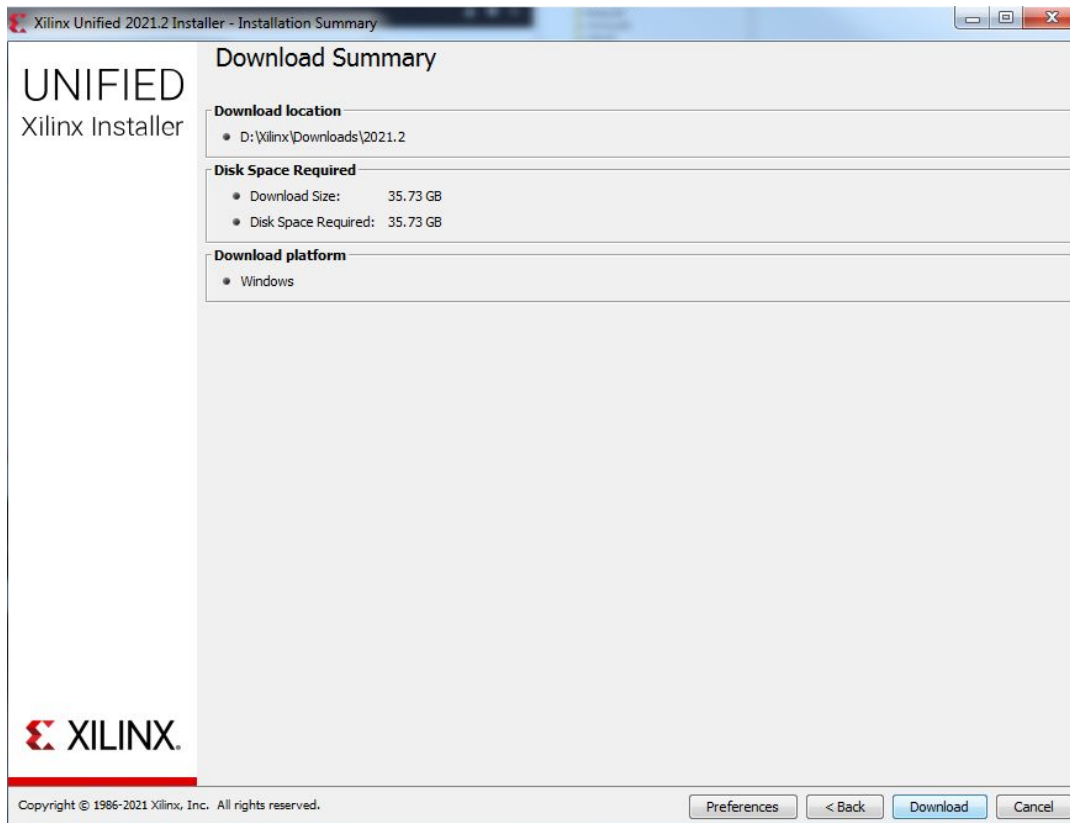 Xilinx Unified 2021.2 Installer - Installation Summary
UNIFIED
Xilinx Installer
Download Summary
Download location
D:\Xilinx\Downloads\2021.2
Disk Space Required
Download Size: 35.73 GB
Disk Space Required: 35.73 GB
Download platform
Windows
XILINX.
Copyright © 1986-2021 Xilinx, Inc. All rights reserved.
Preferences < Back Download Cancel